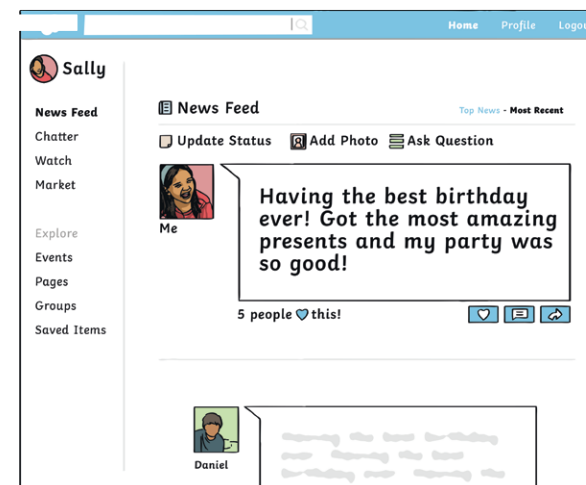 Home Profile Logou
Sally
News Feed
Chatter
Watch
Market
Explore
Events
Pages
Groups
Saved Items
News Feed
Top News - Most Recent
Update Status Add Photo Ask Question
Me
Having the best birthday
ever! Got the most amazing
presents and my party was
so good!
5 people this!
Daniel